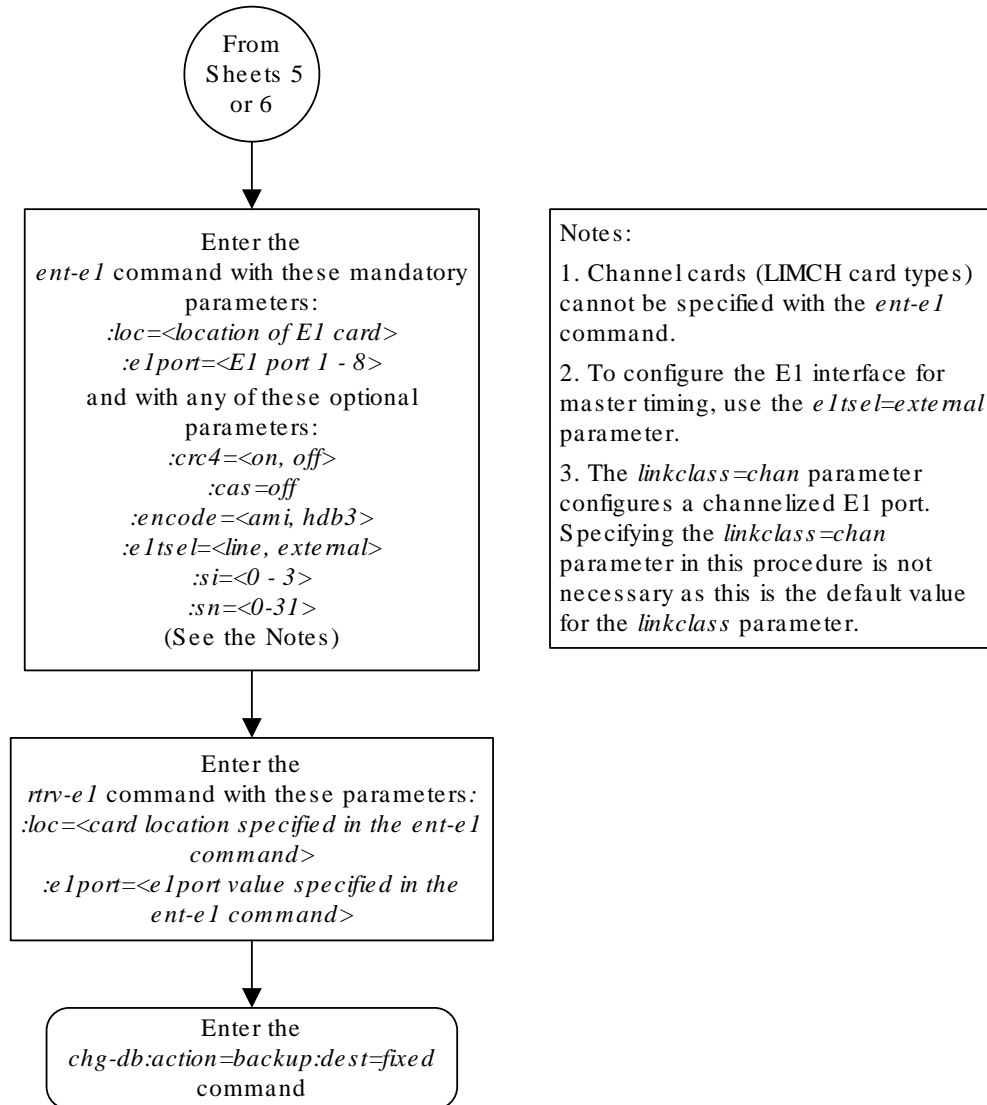 From
Sheets 5
or 6
Enter the
ent-e1 command with these mandatory
parameters:
:loc=<location of E1 card>
:e1port=<E1 port 1 - 8>
and with any of these optional
parameters:
:crc4=<on, off>
:cas=off
:encode=<ami, hdb3>
:e1tsel=<line, external>
:si=<0 - 3>
:sn=<0-31>
(See the Notes)
Notes:
1. Channel cards (LIMCH card types)
cannot be specified with the ent-e1
command.
2. To configure the E1 interface for
master timing, use the e1tsel=external
parameter.
3. The linkclass=chan parameter
configures a channelized E1 port.
Specifying the linkclass=chan
parameter in this procedure is not
necessary as this is the default value
for the linkclass parameter.
Enter the
rtrv-e1 command with these parameters:
:loc=<card location specified in the ent-e1
command>
:e1port=<e1port value specified in the
ent-e1 command>
Enter the
chg-db:action=backup:dest=fixed
command